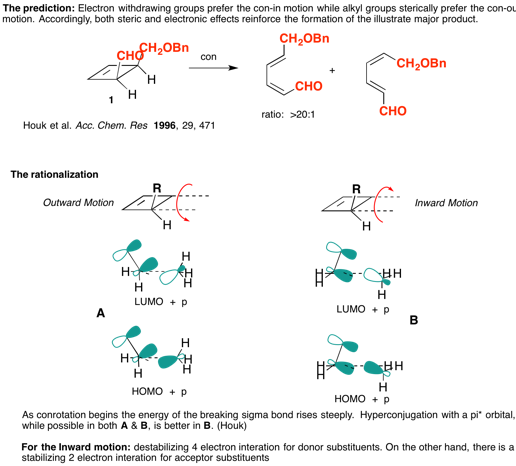 The prediction: Electron withdrawing groups prefer the con-in motion while alkyl groups sterically prefer the con-ou
motion. Accordingly, both steric and electronic effects reinforce the formation of the illustrate major product.
CHO
CH2OBn
H
H
1
con
CH2OBn
CHO
+
CH2OBn
CHO
ratio: >20:1
Houk et al. Acc. Chem. Res 1996, 29, 471
The rationalization
Outward Motion
R
H
R
H
Inward Motion
H
H
H
H
H
LUMO + p
H
H
H
H
H
LUMO + p
A
B
H
H
H
H
H
HOMO + p
H
H
H
H
HOMO + p
As conrotation begins the energy of the breaking sigma bond rises steeply. Hyperconjugation with a pi* orbital,
while possible in both A & B, is better in B. (Houk)
For the Inward motion: destabilizing 4 electron interation for donor substituents. On the other hand, there is a
stabilizing 2 electron interation for acceptor substituents